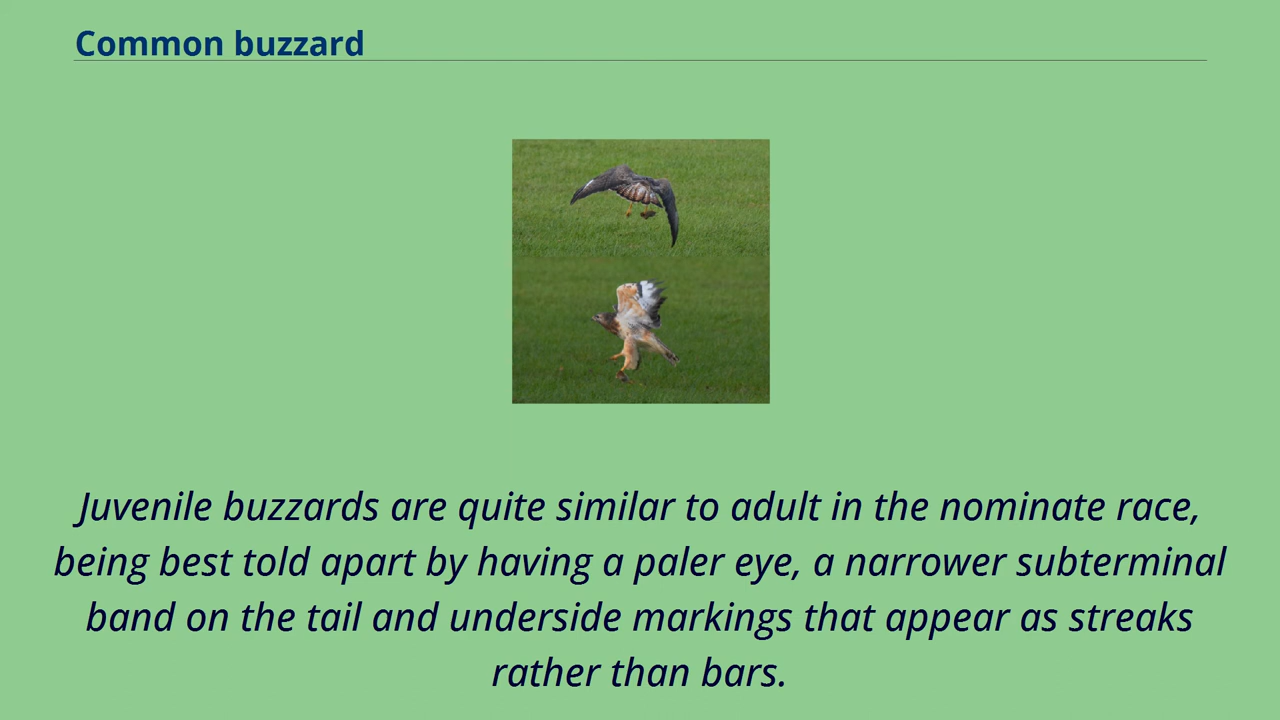 Common buzzard
Juvenile buzzards are quite similar to adult in the nominate race,
being best told apart by having a paler eye, a narrower subterminal
band on the tail and underside markings that appear as streaks
rather than bars.